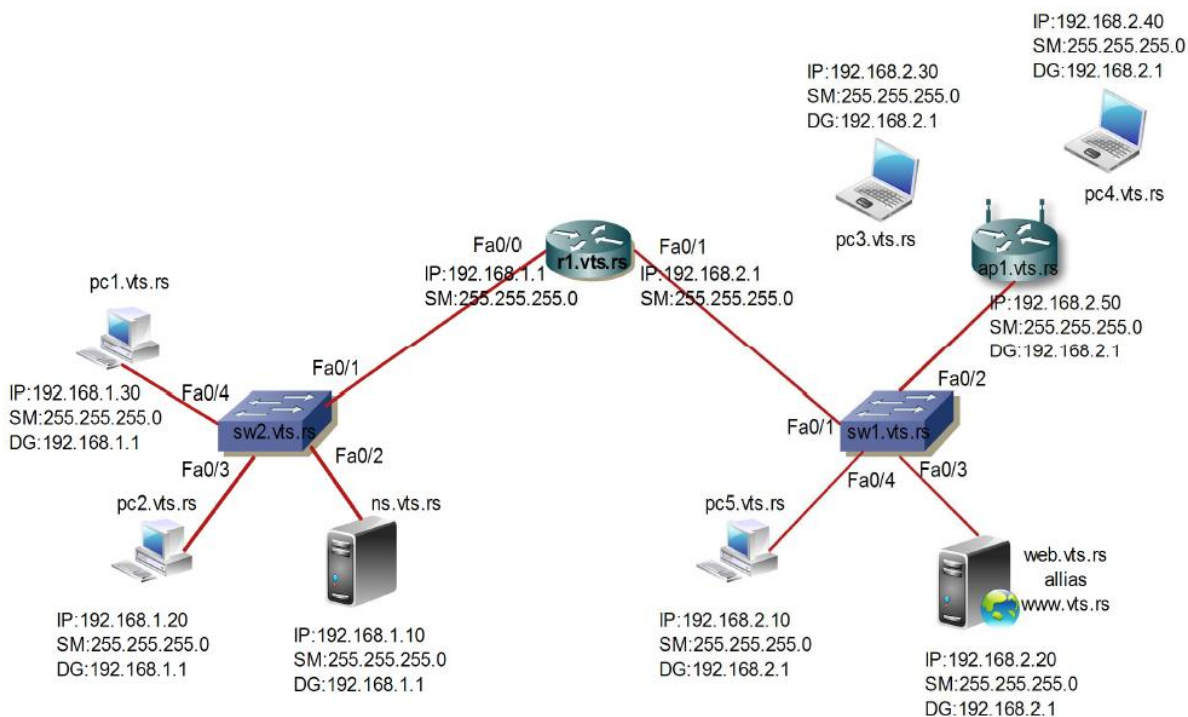 IP:192.168.2.40
SM:255.255.255.0
DG:192.168.2.1
IP:192.168.2.30
SM:255.255.255.0
DG:192.168.2.1
pc4.vts.rs
pc3.vts.rs
Fa0/0
r1.vts.rs
Fa0/1
IP:192.168.1.1
SM:255.255.255.0
IP:192.168.2.1
SM:255.255.255.0
ap1.vts.rs
IP:192.168.2.50
SM:255.255.255.0
DG:192.168.2.1
pc1.vts.rs
IP:192.168.1.30
SM:255.255.255.0
DG:192.168.1.1
Fa0/4
Fa0/1
sw2.vts.rs
Fa0/3
Fa0/2
Fa0/2
Fa0/1
sw1.vts.rs
Fa0/4
Fa0/3
pc2.vts.rs
IP:192.168.1.20
SM:255.255.255.0
DG:192.168.1.1
ns.vts.rs
IP:192.168.1.10
SM:255.255.255.0
DG:192.168.1.1
pc5.vts.rs
IP:192.168.2.10
SM:255.255.255.0
DG:192.168.2.1
web.vts.rs
allias
www.vts.rs
IP:192.168.2.20
SM:255.255.255.0
DG:192.168.2.1